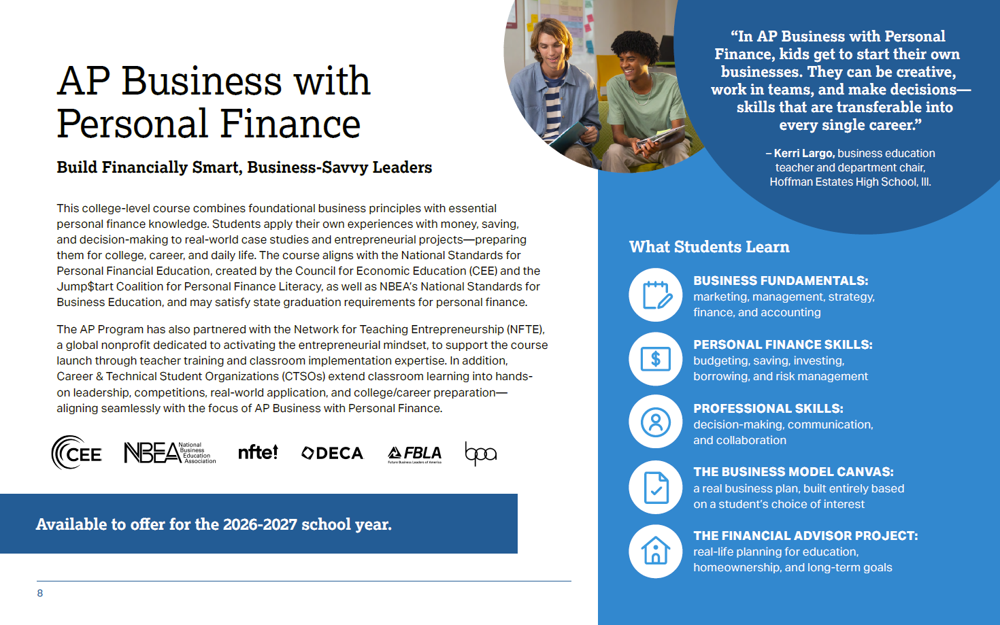 AP Business with
Personal Finance
Build Financially Smart, Business-Savvy Leaders
This college-level course combines foundational business principles with essential
personal finance knowledge. Students apply their own experiences with money, saving,
and decision-making to real-world case studies and entrepreneurial projects—preparing
them for college, career, and daily life. The course aligns with the National Standards for
Personal Financial Education, created by the Council for Economic Education (CEE) and the
Jump$tart Coalition for Personal Finance Literacy, as well as NBEA’s National Standards for
Business Education, and may satisfy state graduation requirements for personal finance.
The AP Program has also partnered with the Network for Teaching Entrepreneurship (NFTE),
a global nonprofit dedicated to activating the entrepreneurial mindset, to support the course
launch through teacher training and classroom implementation expertise. In addition,
Career & Technical Student Organizations (CTSOs) extend classroom learning into hands-
on leadership, competitions, real-world application, and college/career preparation—
aligning seamlessly with the focus of AP Business with Personal Finance.
CEE
NBEA
National
Business
Education
Association
nfte!
DECA
FBLA
Future Business Leaders of America
bpa
Available to offer for the 2026-2027 school year.
8
“In AP Business with Personal
Finance, kids get to start their own
businesses. They can be creative,
work in teams, and make decisions—
skills that are transferable into
every single career.”
– Kerri Largo, business education
teacher and department chair,
Hoffman Estates High School, Ill.
What Students Learn
BUSINESS FUNDAMENTALS:
marketing, management, strategy,
finance, and accounting
PERSONAL FINANCE SKILLS:
budgeting, saving, investing,
borrowing, and risk management
PROFESSIONAL SKILLS:
decision-making, communication,
and collaboration
THE BUSINESS MODEL CANVAS:
a real business plan, built entirely based
on a student’s choice of interest
THE FINANCIAL ADVISOR PROJECT:
real-life planning for education,
homeownership, and long-term goals